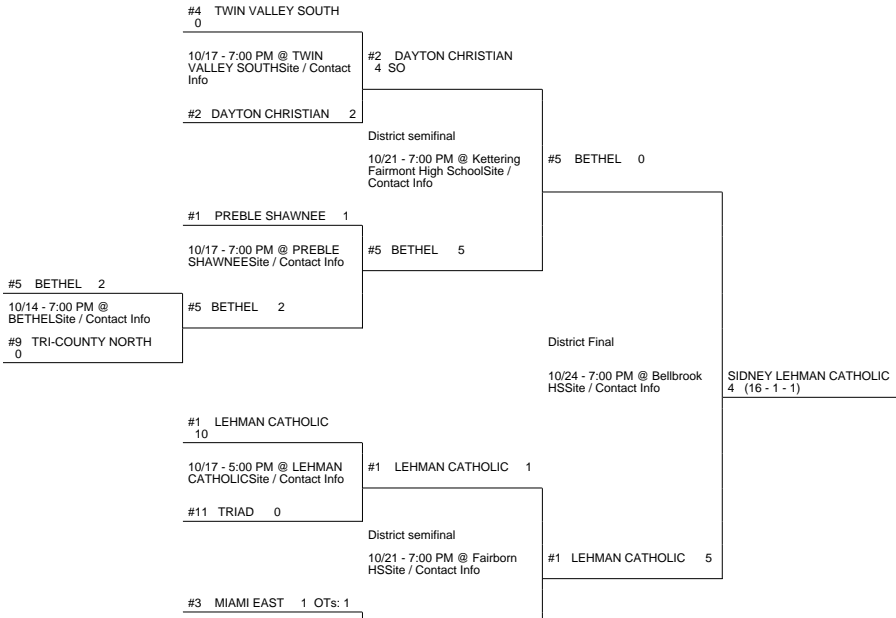 #4 TWIN VALLEY SOUTH
0
10/17 - 7:00 PM @ TWIN
VALLEY SOUTHSite / Contact
Info
#2 DAYTON CHRISTIAN 2
#2 DAYTON CHRISTIAN
4 SO
District semifinal
10/21 - 7:00 PM @ Kettering
Fairmont High SchoolSite /
Contact Info
#5 BETHEL 0
#1 PREBLE SHAWNEE 1
10/17 - 7:00 PM @ PREBLE
SHAWNEESite / Contact Info
#5 BETHEL 5
#5 BETHEL 2
10/14 - 7:00 PM @
BETHELSite / Contact Info
#9 TRI-COUNTY NORTH
0
#5 BETHEL 2
District Final
10/24 - 7:00 PM @ Bellbrook
HSSite / Contact Info
SIDNEY LEHMAN CATHOLIC
4 (16 - 1 - 1)
#1 LEHMAN CATHOLIC
10
10/17 - 5:00 PM @ LEHMAN
CATHOLICSite / Contact Info
#11 TRIAD 0
#1 LEHMAN CATHOLIC 1
District semifinal
10/21 - 7:00 PM @ Fairborn
HSSite / Contact Info
#1 LEHMAN CATHOLIC 5
#3 MIAMI EAST 1 OTs: 1